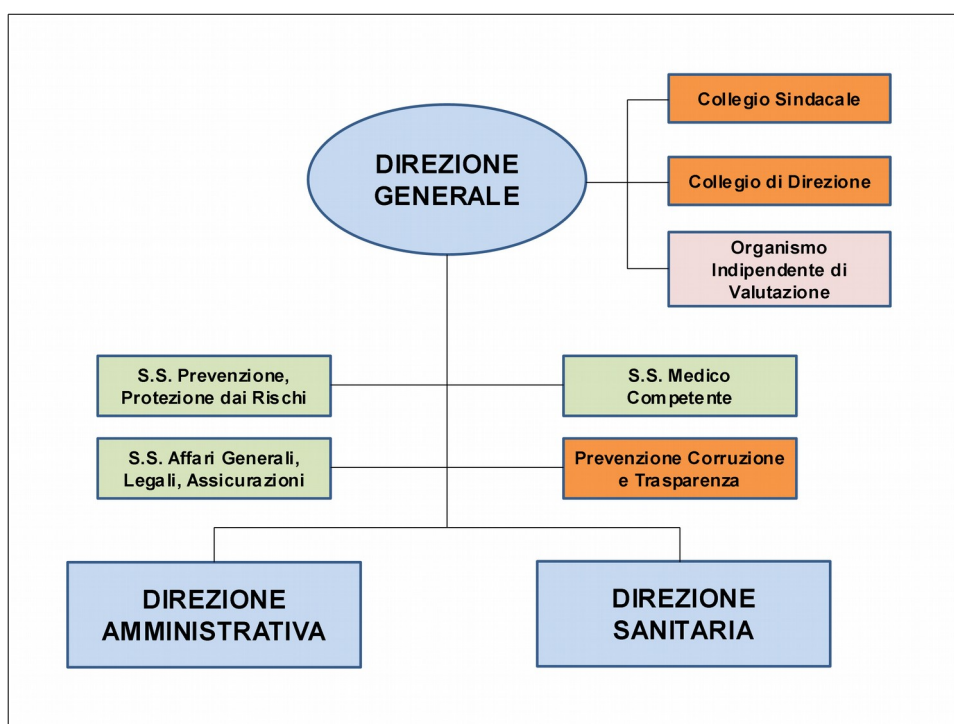 Collegio Sindacale
DIREZIONE
GENERALE
Collegio di Direzione
Organismo
Indipendente di
Valutazione
S.S. Prevenzione,
Protezione dai Rischi
S.S. Medico
Competente
S.S. Affari Generali,
Legali, Assicurazioni
Prevenzione Corruzione
e Trasparenza
DIREZIONE
AMMINISTRATIVA
DIREZIONE
SANITARIA